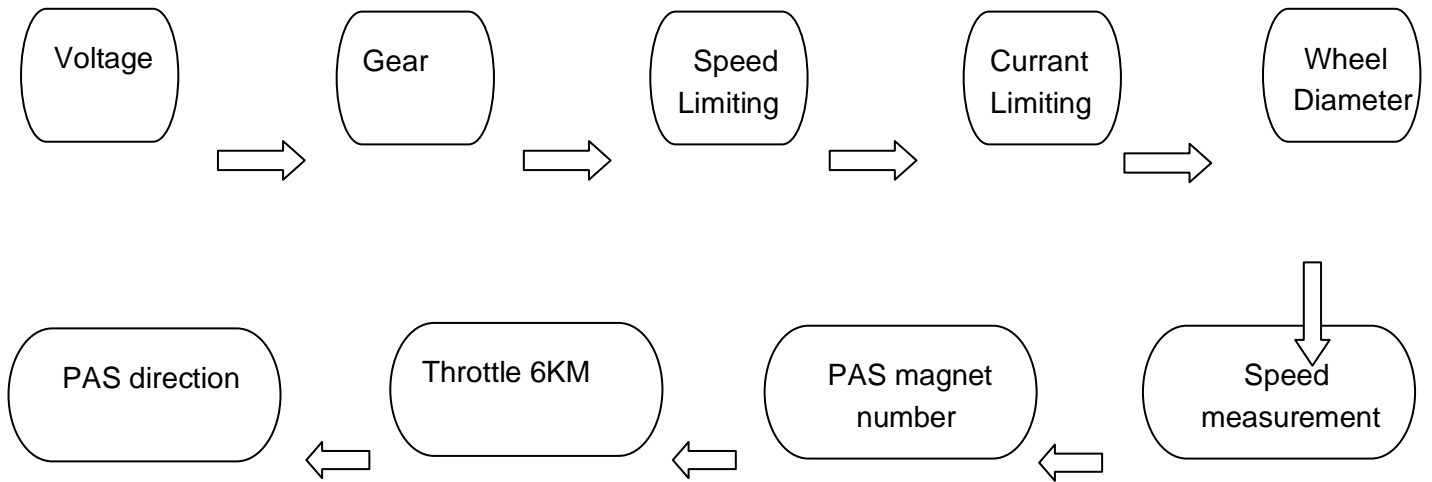 Voltage
Gear
Speed
Limiting
Currant
Limiting
Wheel
Diameter
Speed
measurement
PAS magnet
number
Throttle 6KM
PAS direction